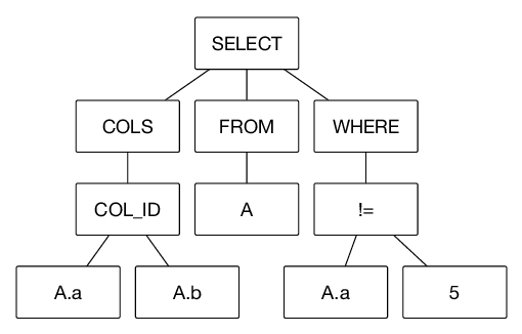 SELECT
COLS FROM WHERE
COL_ID A !=
A.a A.b A.a 5